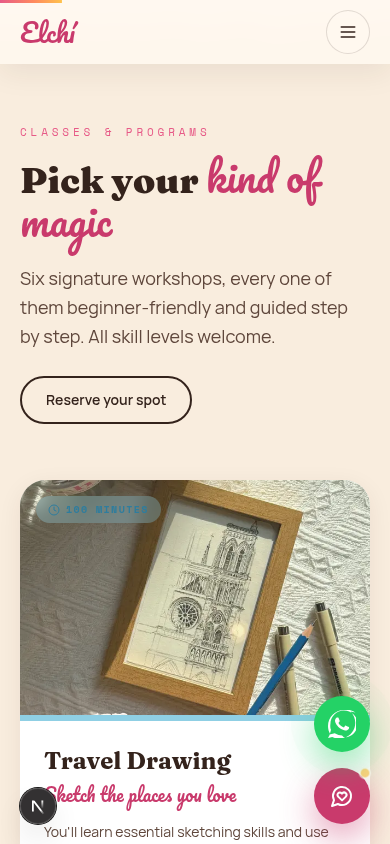 Elchí
CLASSES & PROGRAMS
Pick your kind of
magic
Six signature workshops, every one of
them beginner-friendly and guided step
by step. All skill levels welcome.
Reserve your spot
100 MINUTES
Travel Drawing
Sketch the places you love
N
You'll learn essential sketching skills and use